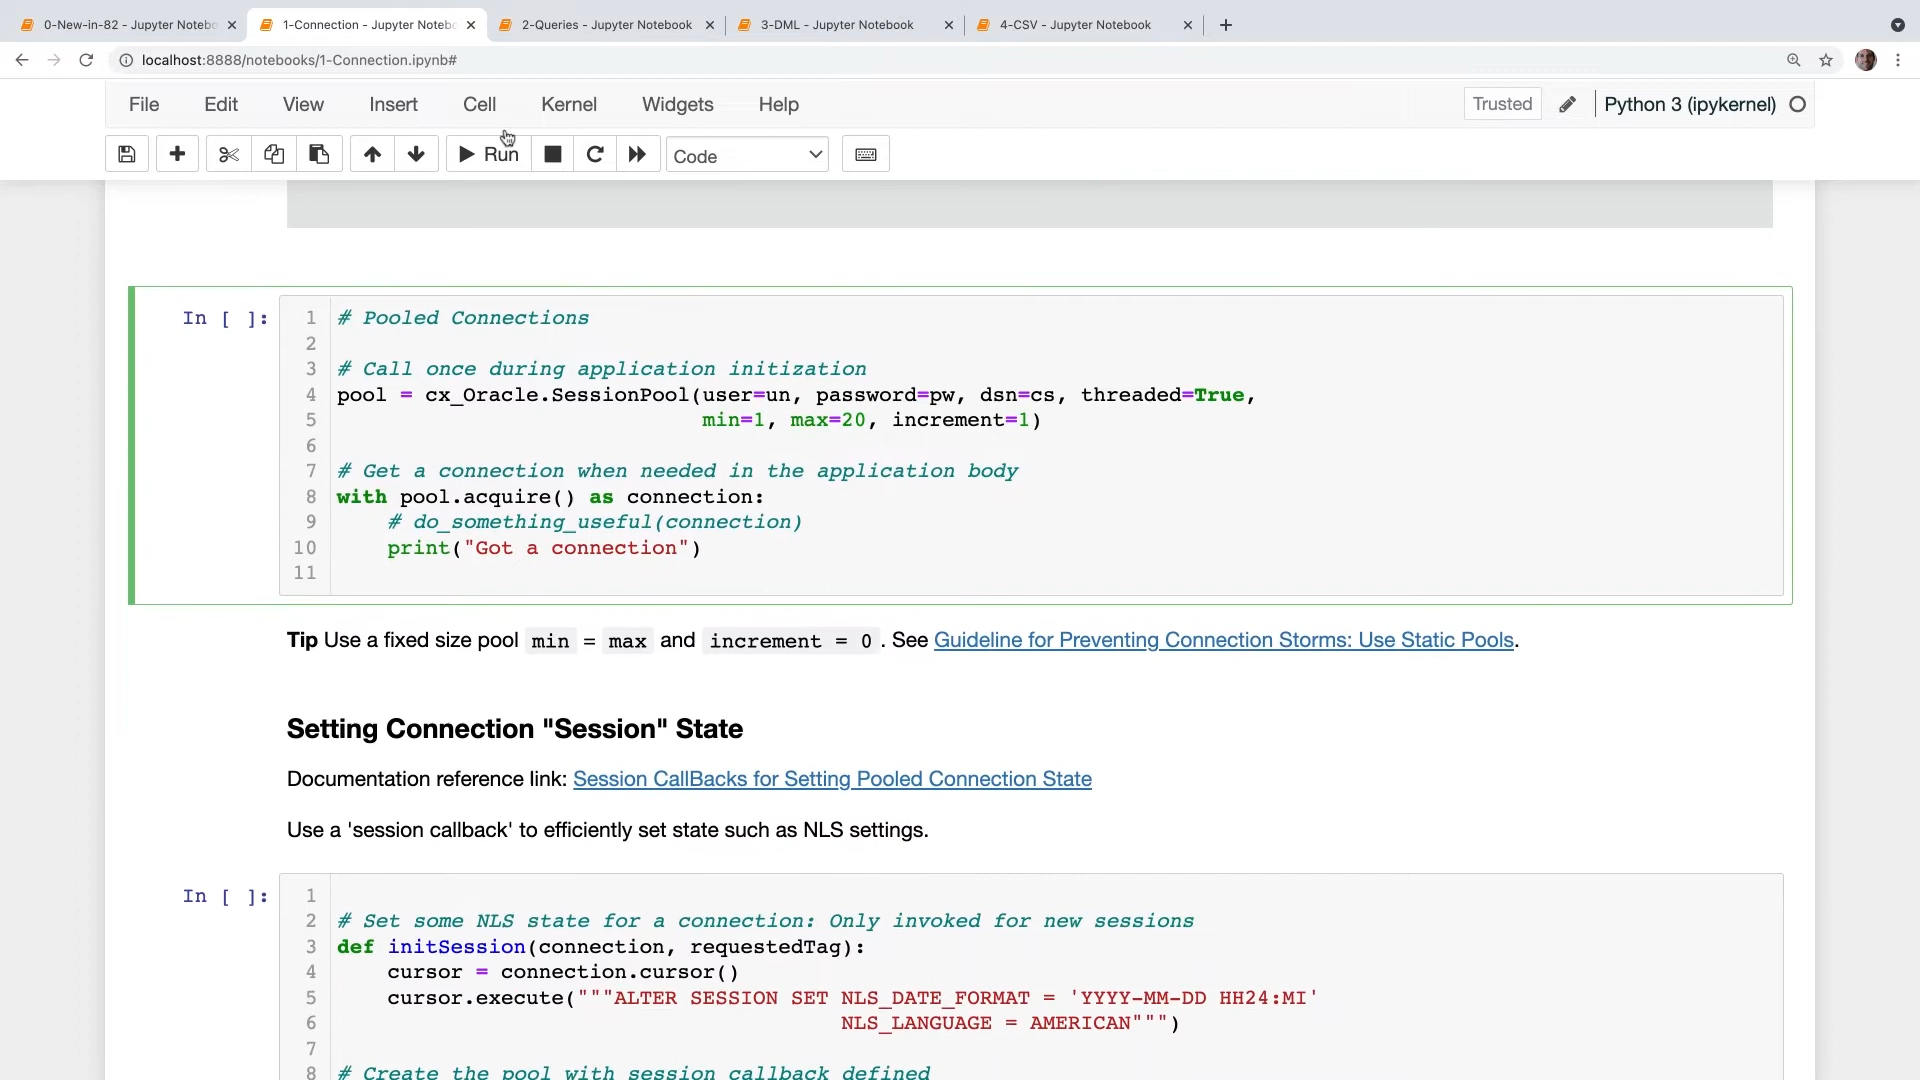 0-New-in-82 - Jupyter Notebo
1-Connection - Jupyter Notebo
2-Queries - Jupyter Notebook
3-DML - Jupyter Notebook
4-CSV - Jupyter Notebook
localhost:8888/notebooks/1-Connection.ipynb#
File Edit View Insert Cell Kernel Widgets Help
Trusted
Python 3 (ipykernel)
Run
Code
In [ ]:
1 # Pooled Connections
2
3 # Call once during application initization
4 pool = cx_Oracle.SessionPool(user=un, password=pw, dsn=cs, threaded=True,
5 min=1, max=20, increment=1)
6
7 # Get a connection when needed in the application body
8 with pool.acquire() as connection:
9 # do_something_useful(connection)
10 print("Got a connection")
11
Tip Use a fixed size pool min = max and increment = 0 . See Guideline for Preventing Connection Storms: Use Static Pools.
Setting Connection "Session" State
Documentation reference link: Session CallBacks for Setting Pooled Connection State
Use a 'session callback' to efficiently set state such as NLS settings.
In [ ]:
1
2 # Set some NLS state for a connection: Only invoked for new sessions
3 def initSession(connection, requestedTag):
4 cursor = connection.cursor()
5 cursor.execute("""ALTER SESSION SET NLS_DATE_FORMAT = 'YYYY-MM-DD HH24:MI'
6 NLS_LANGUAGE = AMERICAN""")
7
8 # Create the pool with session callback defined